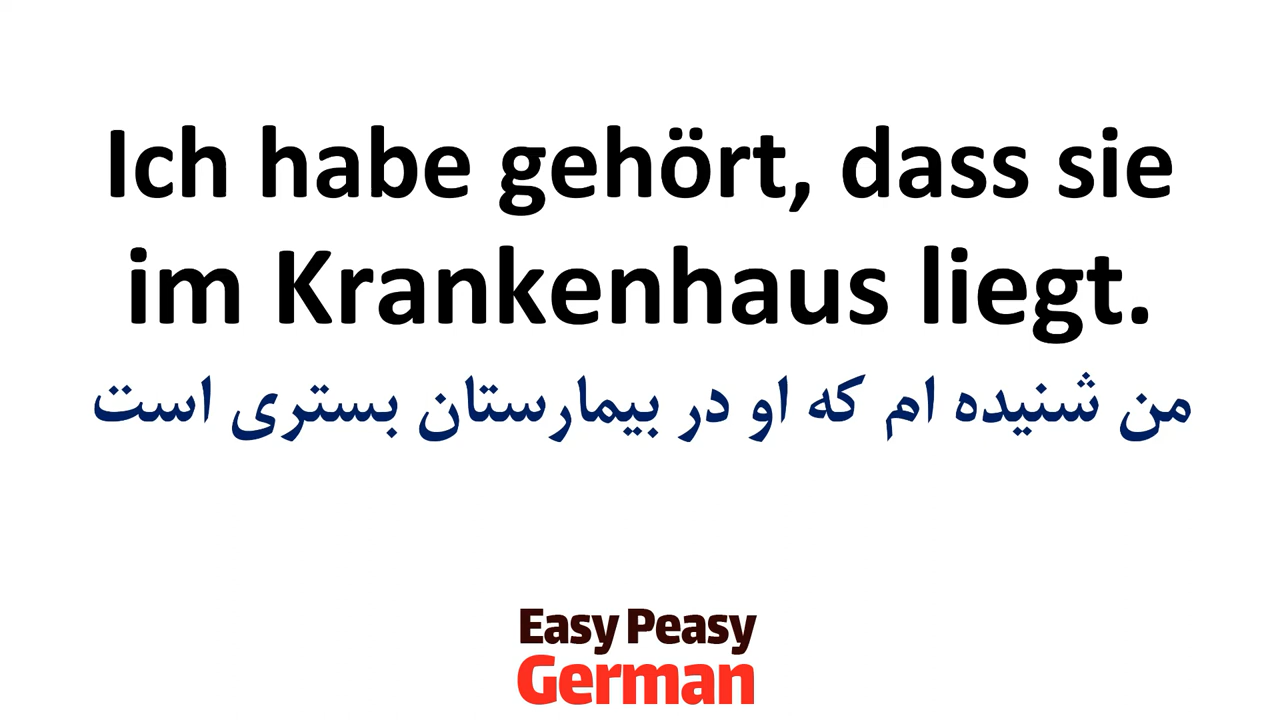 Ich habe gehört, dass sie
im Krankenhaus liegt.
من شنیده ام که او در بیمارستان بستری است
Easy Peasy
German